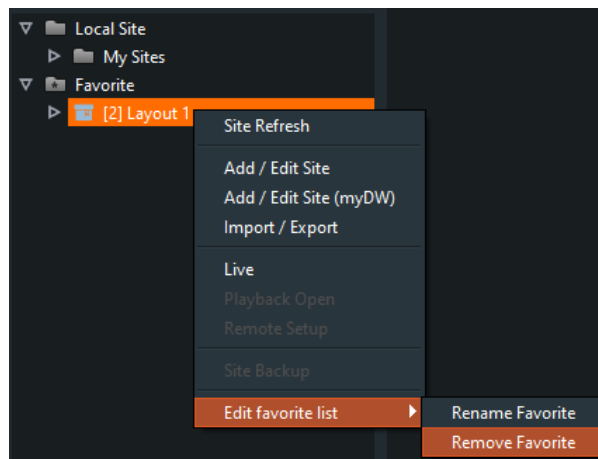 Local Site
My Sites
Favorite
[2] Layout 1
Site Refresh
Add / Edit Site
Add / Edit Site (myDW)
Import / Export
Live
Playback Open
Remote Setup
Site Backup
Edit favorite list
Rename Favorite
Remove Favorite